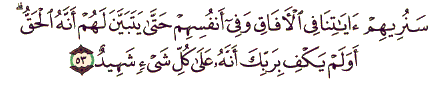 سَنُرِيهِمْ ءَايَـٰتِنَا فِى ٱلْـَٔافَاقِ وَفِىٓ أَنفُسِهِمْ حَتَّىٰ يَتَبَيَّنَ لَهُمْ أَنَّهُ ٱلْحَقُّ ۗ
أَوَلَمْ يَكْفِ بِرَبِّكَ أَنَّهُۥ عَلَىٰ كُلِّ شَىْءٍۢ شَهِيدٌ ٥٣